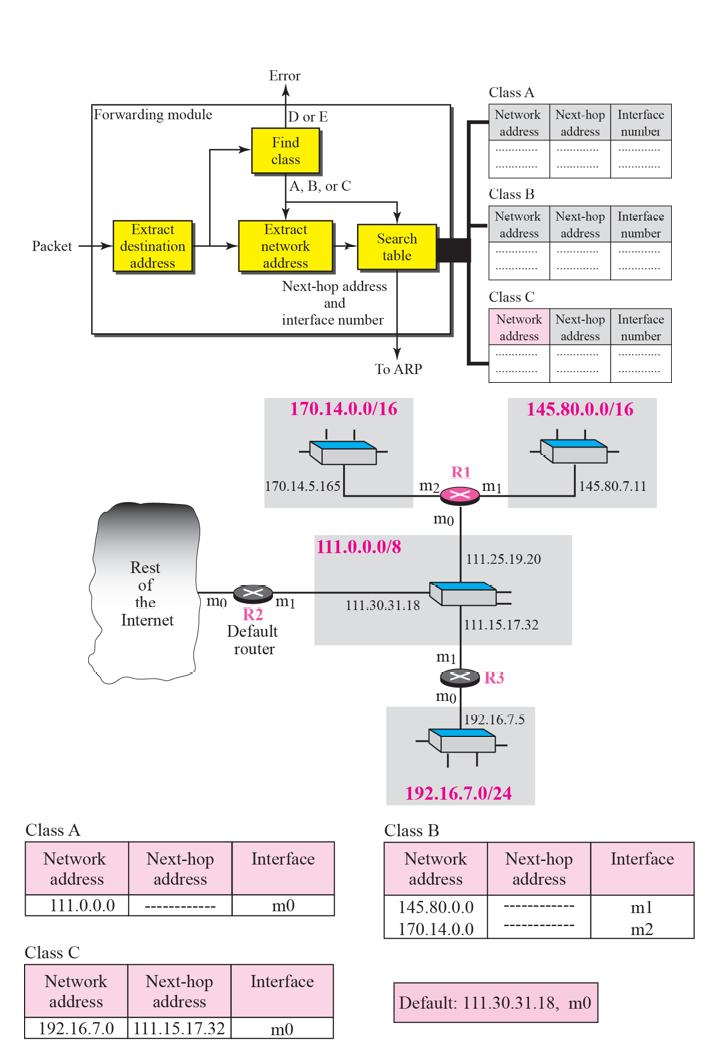 Error
Forwarding module
D or E
Find
class
A, B, or C
Packet
Extract
destination
address
Extract
network
address
Search
table
Next-hop address
and
interface number
To ARP
Class A
Network
address
Next-hop
address
Interface
number
............
............
............
............
............
............
Class B
Network
address
Next-hop
address
Interface
number
............
............
............
............
............
............
Class C
Network
address
Next-hop
address
Interface
number
............
............
............
............
............
............
170.14.0.0/16
145.80.0.0/16
R1
170.14.5.165
m2
m1
145.80.7.11
m0
111.0.0.0/8
111.25.19.20
Rest
of
the
Internet
m0
m1
R2
Default
router
111.30.31.18
111.15.17.32
m1
R3
m0
192.16.7.5
192.16.7.0/24
Class A
Network
address
Next-hop
address
Interface
111.0.0.0
------------
m0
Class B
Network
address
Next-hop
address
Interface
145.80.0.0
------------
m1
170.14.0.0
------------
m2
Class C
Network
address
Next-hop
address
Interface
192.16.7.0
111.15.17.32
m0
Default: 111.30.31.18, m0